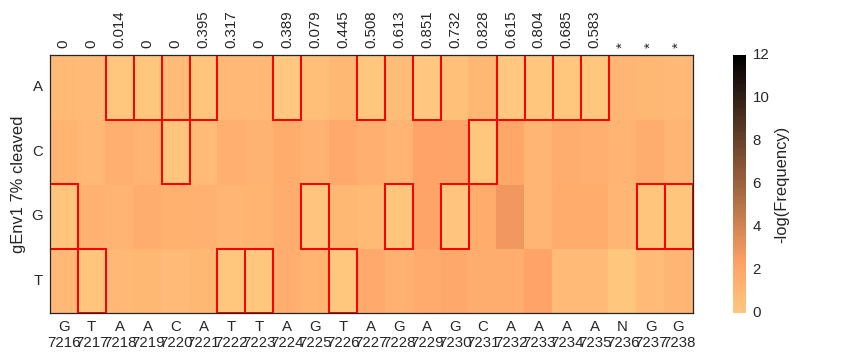 0 0 0.014 0 0 0.395 0.317 0 0.389 0.079 0.445 0.508 0.613 0.851 0.732 0.828 0.615 0.804 0.685 0.583 * * *
gEnv1 7% cleaved
A
C
G
T
G T A A C A T T A G T A G A G C A A A A N G G
7216 7217 7218 7219 7220 7221 7222 7223 7224 7225 7226 7227 7228 7229 7230 7231 7232 7233 7234 7235 7236 7237 7238
12
10
8
6
4
2
0
-log(Frequency)